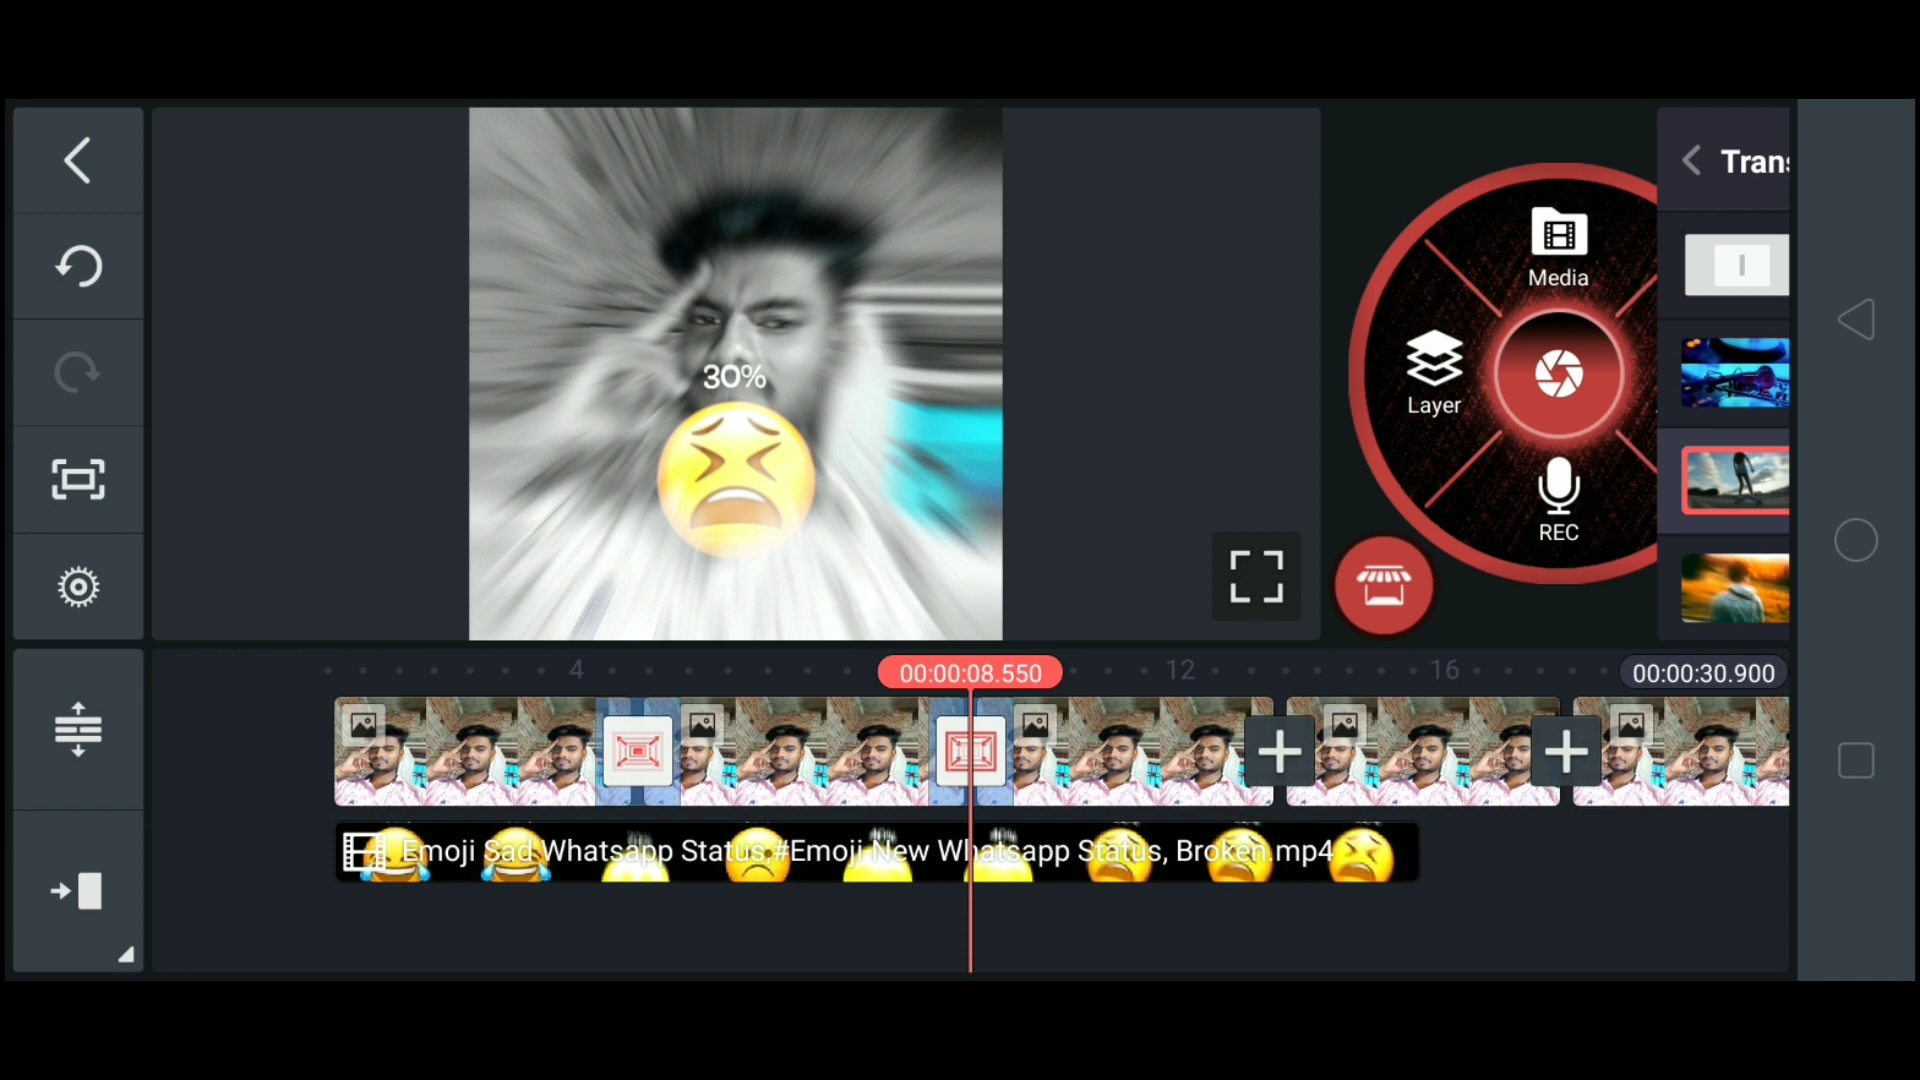 Trans
Media
Layer
30%
REC
4
00:00:08.550
12
16
00:00:30.900
Emoji Sad Whatsapp Status,#Emoji New Whatsapp Status, Broken.mp4